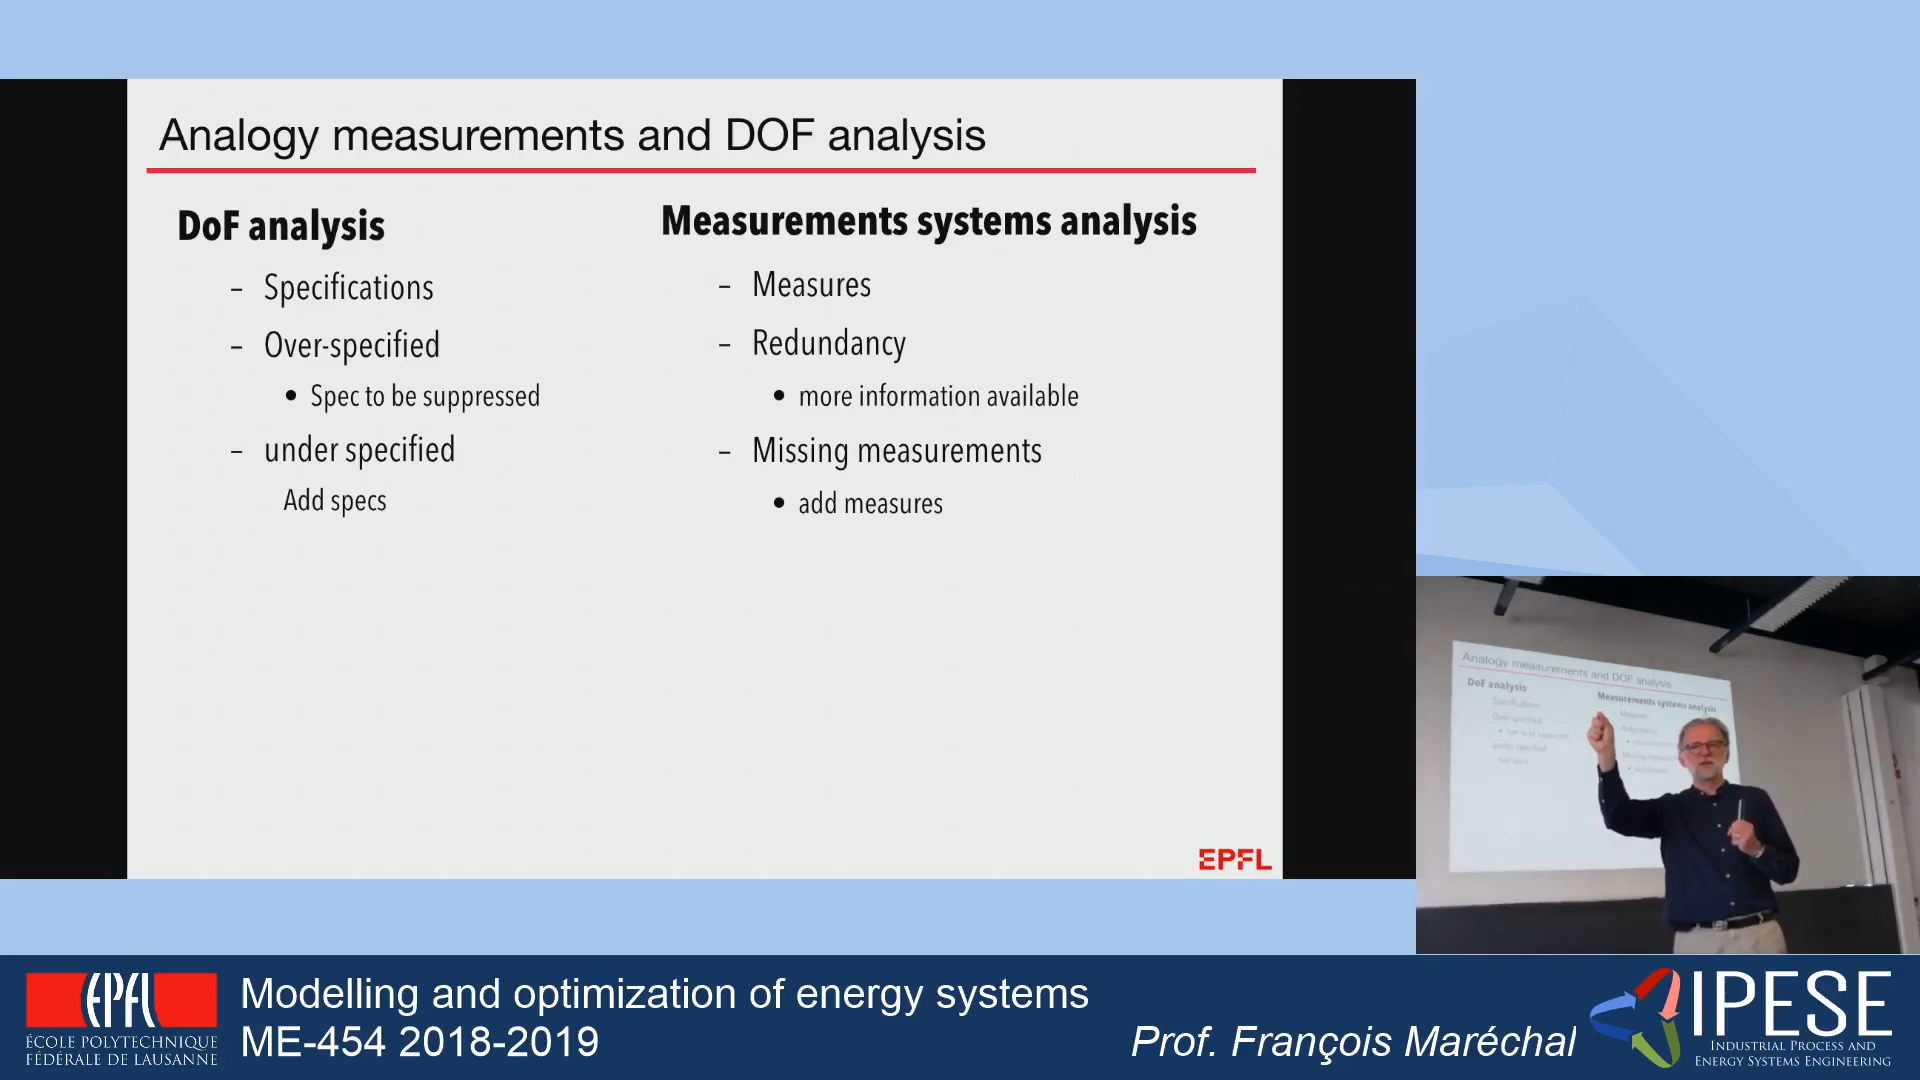 Analogy measurements and DOF analysis
DoF analysis
– Specifications
– Over-specified
• Spec to be suppressed
– under specified
Add specs
Measurements systems analysis
– Measures
– Redundancy
• more information available
– Missing measurements
• add measures
EPFL
Analogy measurements and DOF analysis
DoF analysis
Measurements systems analysis
EPFL
ÉCOLE POLYTECHNIQUE
FÉDÉRALE DE LAUSANNE
Modelling and optimization of energy systems
ME-454 2018-2019
Prof. François Maréchal
IPESE
INDUSTRIAL PROCESS AND
ENERGY SYSTEMS ENGINEERING